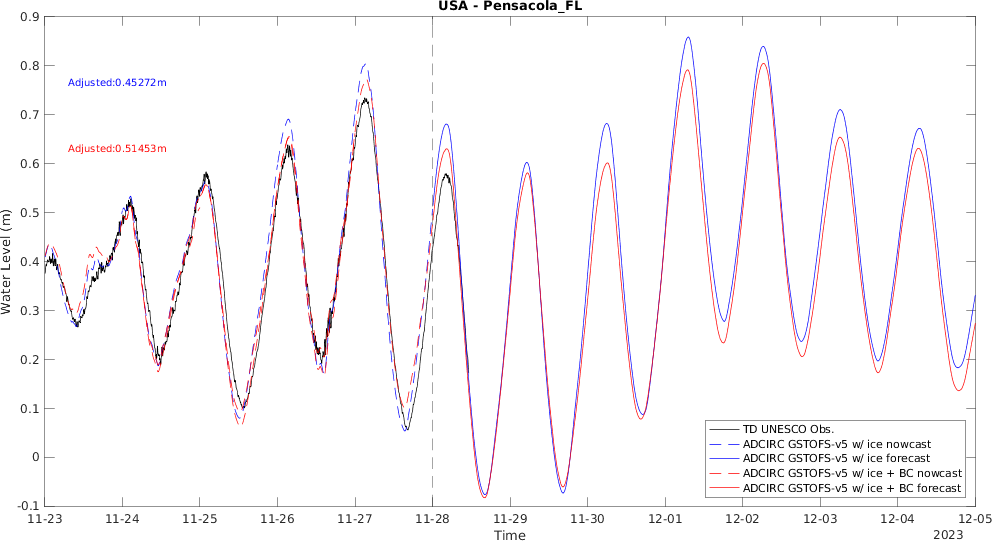 USA - Pensacola_FL
0.9
0.8
0.7
0.6
0.5
0.4
0.3
0.2
0.1
0
-0.1
Water Level (m)
Adjusted:0.45272m
Adjusted:0.51453m
TD UNESCO Obs.
ADCIRC GSTOFS-v5 w/ ice nowcast
ADCIRC GSTOFS-v5 w/ ice forecast
ADCIRC GSTOFS-v5 w/ ice + BC nowcast
ADCIRC GSTOFS-v5 w/ ice + BC forecast
11-23 11-24 11-25 11-26 11-27 11-28 11-29 11-30 12-01 12-02 12-03 12-04 12-05
Time
2023